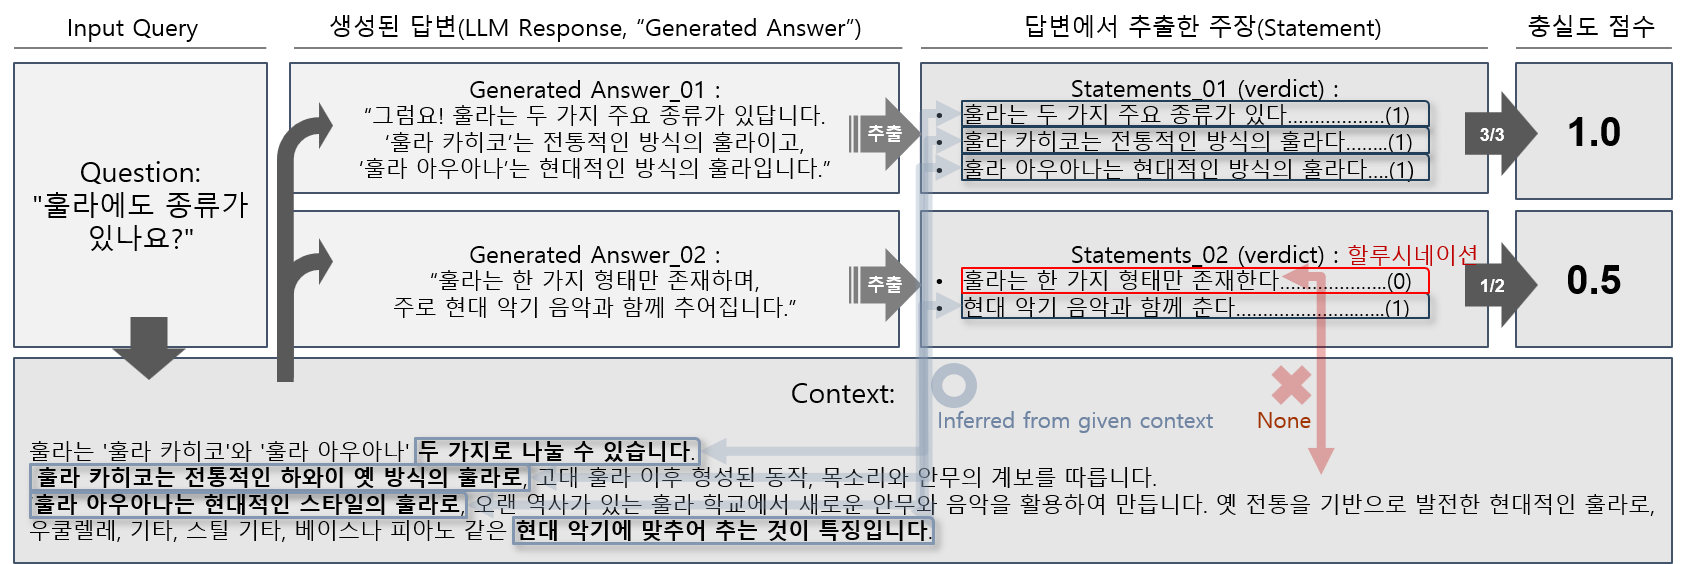 Input Query
생성된 답변(LLM Response, “Generated Answer”)
답변에서 추출한 주장(Statement)
충실도 점수
Question:
"훌라에도 종류가
있나요?"
Generated Answer_01 :
“그럼요! 훌라는 두 가지 주요 종류가 있답니다.
‘훌라 카히코’는 전통적인 방식의 훌라이고,
‘훌라 아우아나’는 현대적인 방식의 훌라입니다.”
추출
Statements_01 (verdict) :
• 훌라는 두 가지 주요 종류가 있다..................(1)
• 훌라 카히코는 전통적인 방식의 훌라다........(1)
• 훌라 아우아나는 현대적인 방식의 훌라다....(1)
3/3
1.0
Generated Answer_02 :
“훌라는 한 가지 형태만 존재하며,
주로 현대 악기 음악과 함께 추어집니다.”
추출
Statements_02 (verdict) : 할루시네이션
• 훌라는 한 가지 형태만 존재한다....................(0)
• 현대 악기 음악과 함께 춘다............................(1)
1/2
0.5
Context:
Inferred from given context
None
훌라는 '훌라 카히코'와 '훌라 아우아나' 두 가지로 나눌 수 있습니다.
훌라 카히코는 전통적인 하와이 옛 방식의 훌라로, 고대 훌라 이후 형성된 동작, 목소리와 안무의 계보를 따릅니다.
훌라 아우아나는 현대적인 스타일의 훌라로, 오랜 역사가 있는 훌라 학교에서 새로운 안무와 음악을 활용하여 만듭니다. 옛 전통을 기반으로 발전한 현대적인 훌라로,
우쿨렐레, 기타, 스틸 기타, 베이스나 피아노 같은 현대 악기에 맞추어 추는 것이 특징입니다.